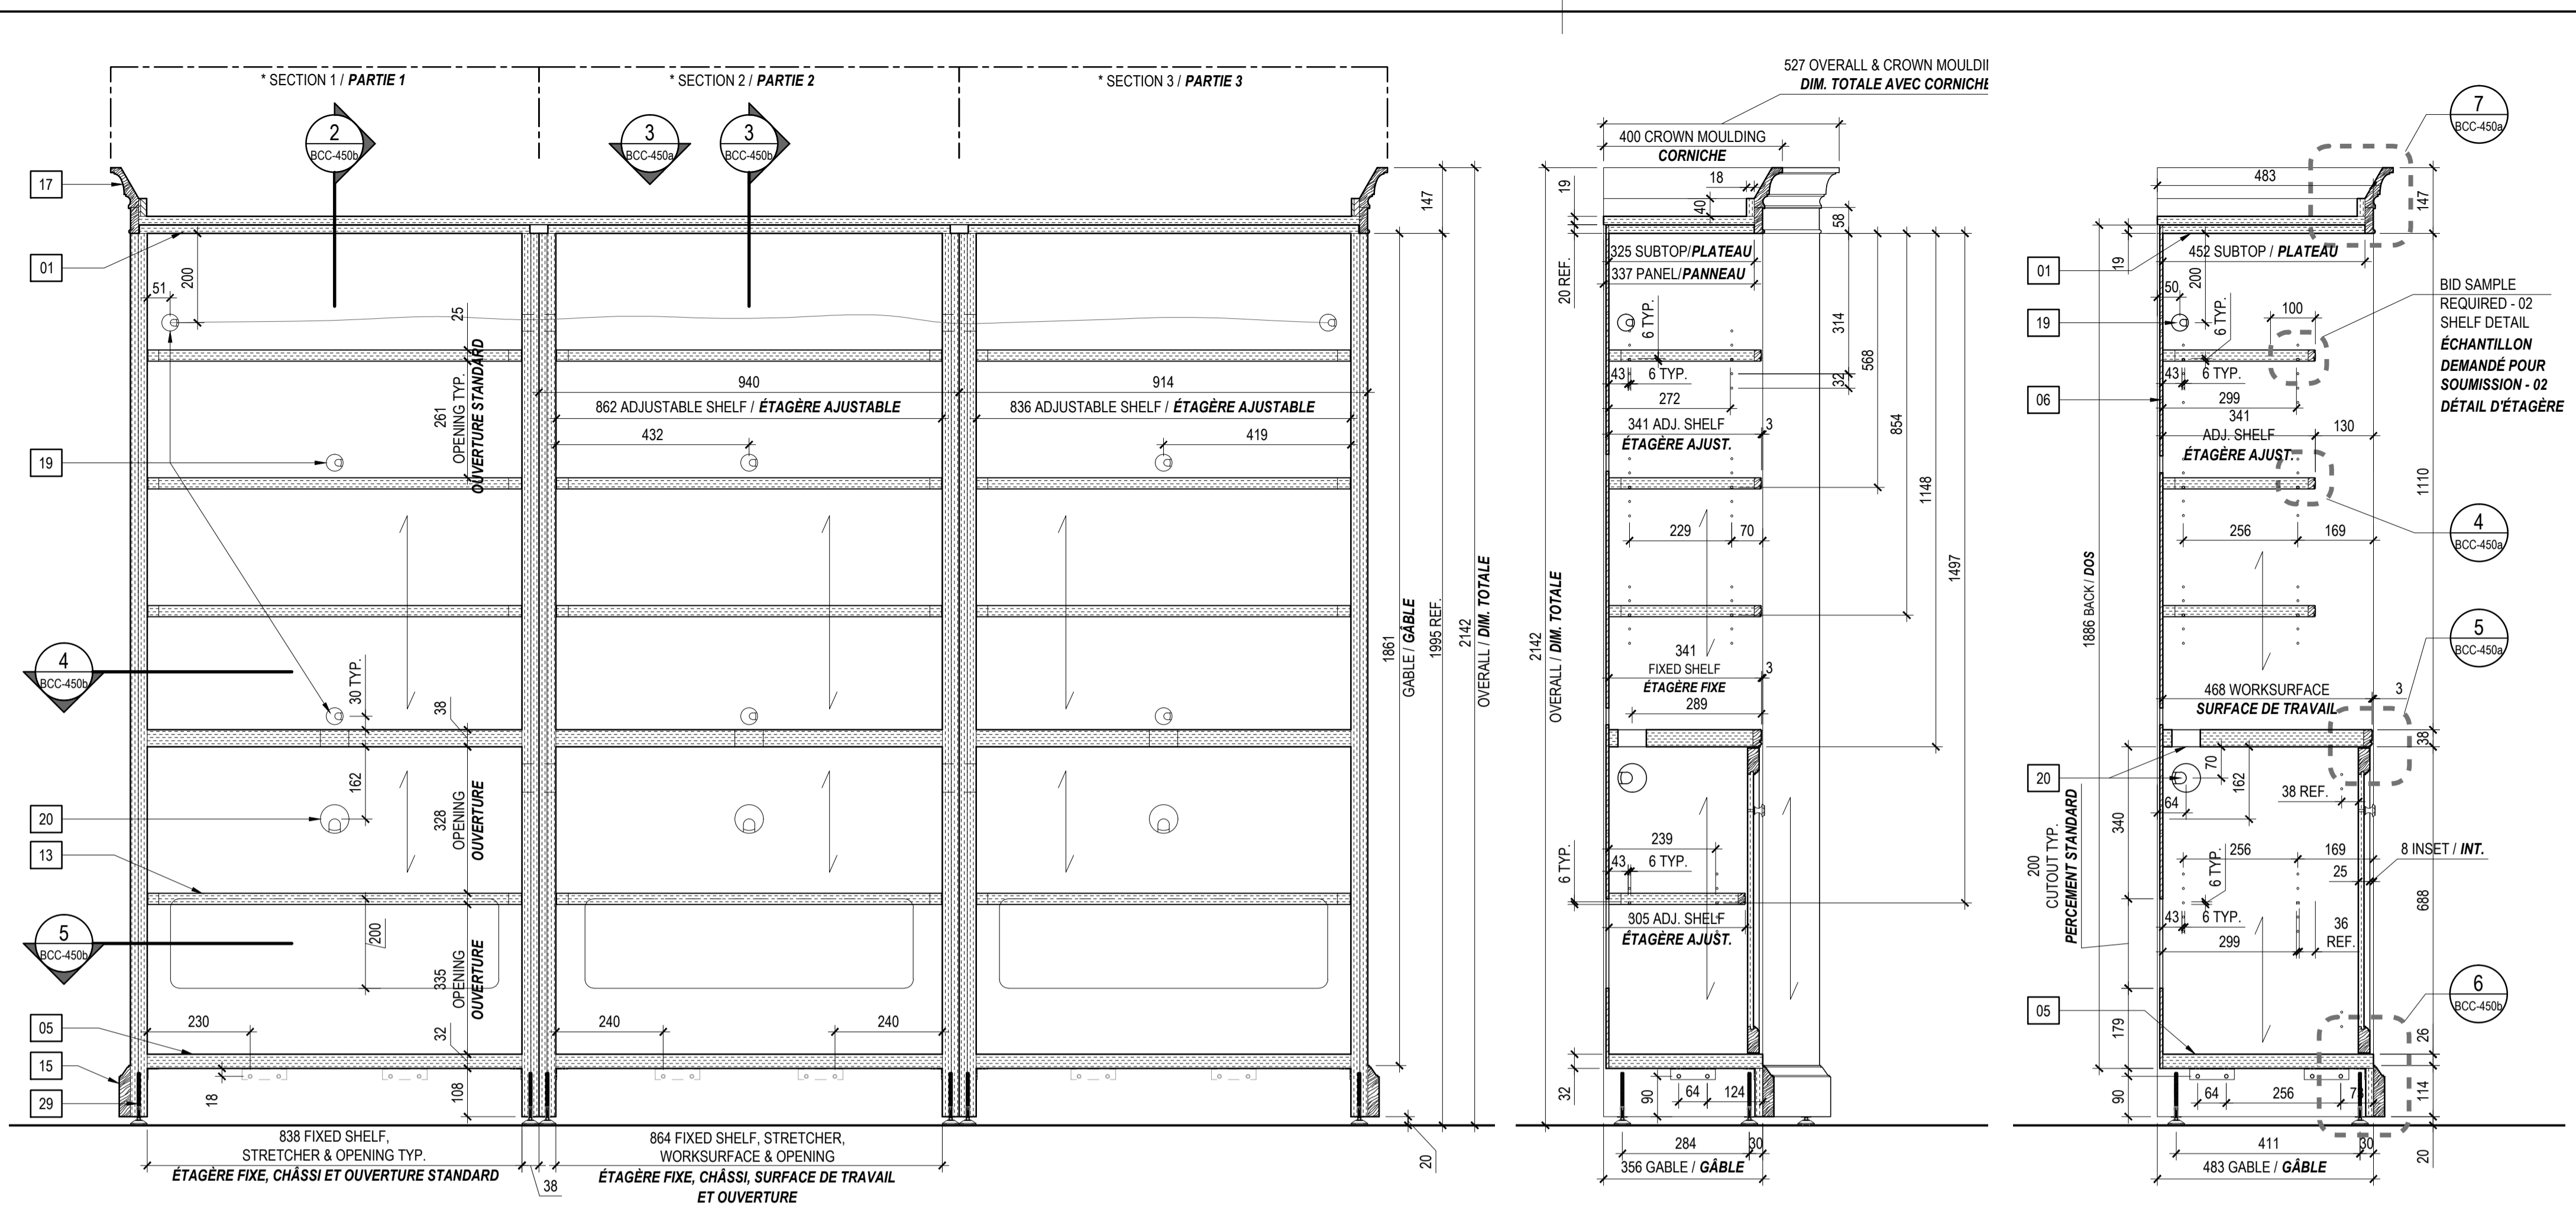 * SECTION 1 / PARTIE 1
* SECTION 2 / PARTIE 2
* SECTION 3 / PARTIE 3
2
BCC-450b
3
BCC-450a
3
BCC-450b
17
01
19
20
13
05
15
29
4
BCC-450b
5
BCC-450b
51
200
25
261
OPENING TYP.
OUVERTURE STANDARD
940
914
862 ADJUSTABLE SHELF / ÉTAGÈRE AJUSTABLE
836 ADJUSTABLE SHELF / ÉTAGÈRE AJUSTABLE
432
419
30 TYP.
38
162
328
OPENING
OUVERTURE
200
335
OPENING
OUVERTURE
230
240
240
32
18
108
838 FIXED SHELF,
STRETCHER & OPENING TYP.
ÉTAGÈRE FIXE, CHÂSSI ET OUVERTURE STANDARD
38
864 FIXED SHELF, STRETCHER,
WORKSURFACE & OPENING
ÉTAGÈRE FIXE, CHÂSSI, SURFACE DE TRAVAIL
ET OUVERTURE
147
1861
GABLE / GÂBLE
1995 REF.
2142
OVERALL / DIM. TOTALE
20
527 OVERALL & CROWN MOULDI
DIM. TOTALE AVEC CORNICHE
400 CROWN MOULDING
CORNICHE
18
19
40
58
20 REF.
325 SUBTOP/PLATEAU
337 PANEL/PANNEAU
6 TYP.
314
32
568
854
1148
1497
43
6 TYP.
272
341 ADJ. SHELF
3
ÉTAGÈRE AJUST.
229
70
2142
OVERALL / DIM. TOTALE
341
FIXED SHELF
3
ÉTAGÈRE FIXE
289
239
43
6 TYP.
6 TYP.
305 ADJ. SHELF
ÉTAGÈRE AJUST.
32
90
64
124
284
30
356 GABLE / GÂBLE
7
BCC-450a
483
147
452 SUBTOP / PLATEAU
19
01
19
06
20
05
50
200
6 TYP.
100
BID SAMPLE
REQUIRED - 02
SHELF DETAIL
ÉCHANTILLON
DEMANDÉ POUR
SOUMISSION - 02
DÉTAIL D'ÉTAGÈRE
43
6 TYP.
299
341
ADJ. SHELF
130
ÉTAGÈRE AJUST.
1110
4
BCC-450a
256
169
1886 BACK / DOS
5
BCC-450a
468 WORKSURFACE
3
SURFACE DE TRAVAIL
38
70
162
64
38 REF.
340
200
CUTOUT TYP.
PERCEMENT STANDARD
256
169
8 INSET / INT.
25
6 TYP.
43
6 TYP.
36
REF.
299
688
6
BCC-450b
179
26
90
64
256
114
411
30
483 GABLE / GÂBLE
20